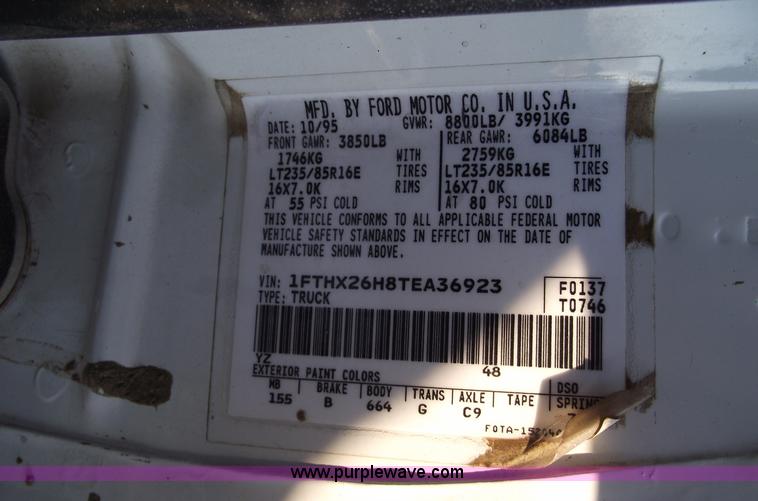 MFD. BY FORD MOTOR CO. IN U.S.A.
DATE: 10/95 GVWR: 8800LB/ 3991KG
FRONT GAWR: 3850LB REAR GAWR: 6084LB
1746KG WITH 2759KG WITH
LT235/85R16E TIRES LT235/85R16E TIRES
16X7.0K RIMS 16X7.0K RIMS
AT 55 PSI COLD AT 80 PSI COLD
THIS VEHICLE CONFORMS TO ALL APPLICABLE FEDERAL MOTOR
VEHICLE SAFETY STANDARDS IN EFFECT ON THE DATE OF
MANUFACTURE SHOWN ABOVE.
VIN: 1FTHX26H8TEA36923 F0137
TYPE: TRUCK T0746
YZ 48
EXTERIOR PAINT COLORS DSO
WB BRAKE BODY TRANS AXLE TAPE SPRING
155 B 664 G C9
www.purplewave.com